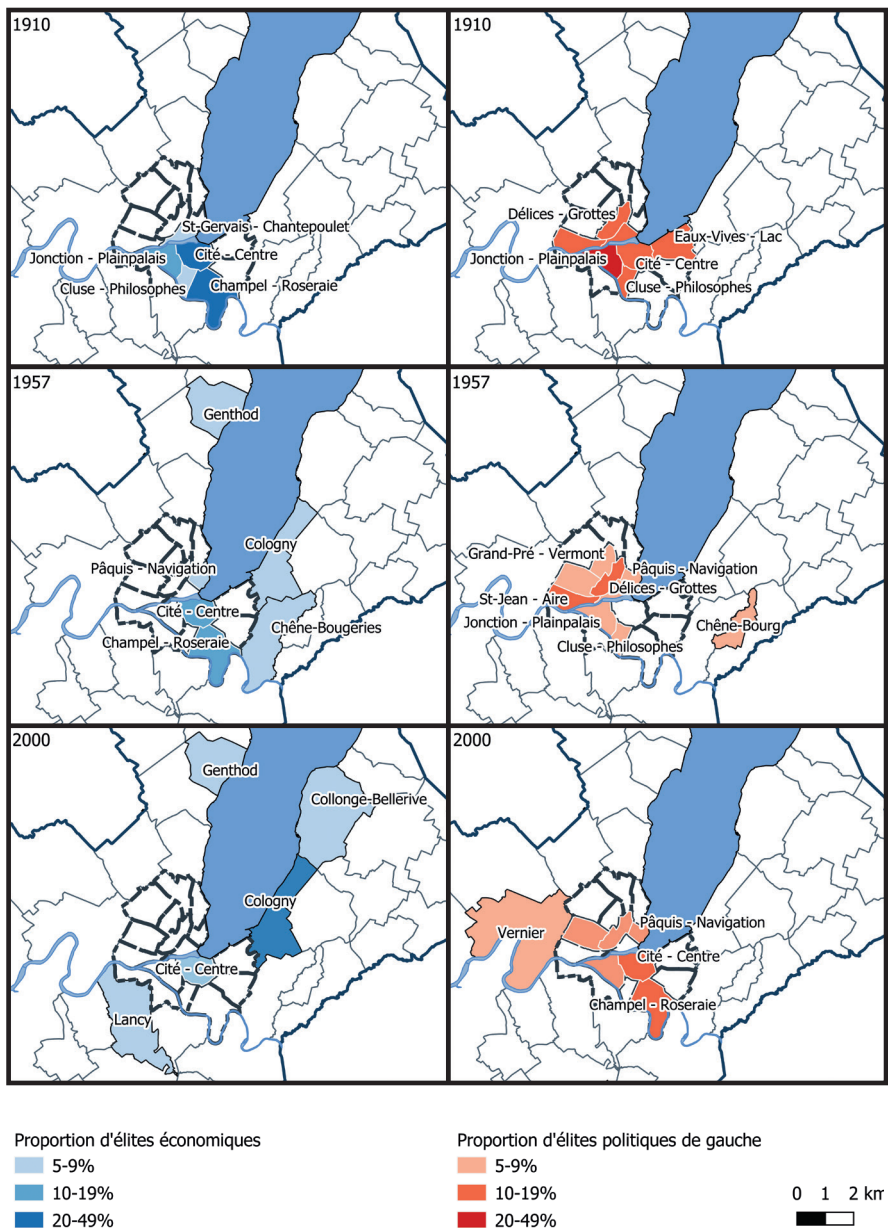 1910
St-Gervais - Chantepoulet
Jonction - Plainpalais
Cité - Centre
Cluse - Philosophes
Champel - Roseraie
1910
Délices - Grottes
Eaux-Vives - Lac
Jonction - Plainpalais
Cité - Centre
Cluse - Philosophes
1957
Genthod
Cologny
Pâquis - Navigation
Cité - Centre
Chêne-Bougeries
Champel - Roseraie
1957
Grand-Pré - Vermont
Pâquis - Navigation
Délices - Grottes
St-Jean - Aire
Jonction - Plainpalais
Chêne-Bourg
Cluse - Philosophes
2000
Genthod
Collonge-Bellerive
Cologny
Cité - Centre
Lancy
2000
Pâquis - Navigation
Vernier
Cité - Centre
Champel - Roseraie
Proportion d'élites économiques
5-9%
10-19%
20-49%
Proportion d'élites politiques de gauche
5-9%
10-19%
20-49%
0 1 2 km